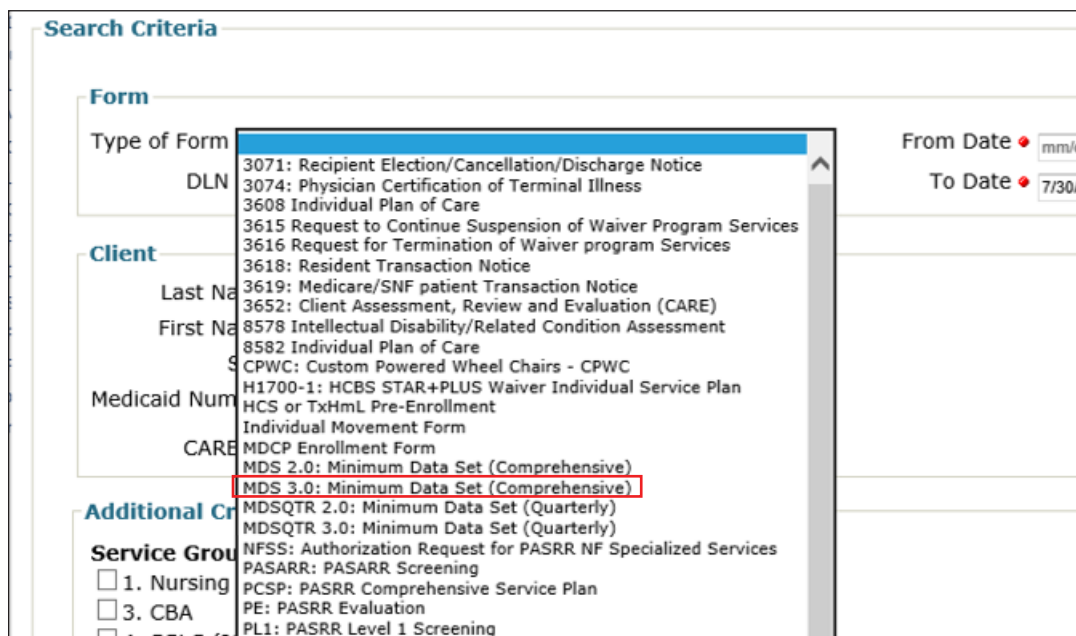 Search Criteria
Form
Type of Form
From Date
mm/
DLN
To Date
7/30/
3071: Recipient Election/Cancellation/Discharge Notice
3074: Physician Certification of Terminal Illness
3608 Individual Plan of Care
3615 Request to Continue Suspension of Waiver Program Services
3616 Request for Termination of Waiver program Services
3618: Resident Transaction Notice
3619: Medicare/SNF patient Transaction Notice
3652: Client Assessment, Review and Evaluation (CARE)
8578 Intellectual Disability/Related Condition Assessment
8582 Individual Plan of Care
CPWC: Custom Powered Wheel Chairs - CPWC
H1700-1: HCBS STAR+PLUS Waiver Individual Service Plan
HCS or TxHmL Pre-Enrollment
Individual Movement Form
MDCP Enrollment Form
MDS 2.0: Minimum Data Set (Comprehensive)
MDS 3.0: Minimum Data Set (Comprehensive)
MDSQTR 2.0: Minimum Data Set (Quarterly)
MDSQTR 3.0: Minimum Data Set (Quarterly)
NFSS: Authorization Request for PASRR NF Specialized Services
PASARR: PASARR Screening
PCSP: PASRR Comprehensive Service Plan
PE: PASRR Evaluation
PL1: PASRR Level 1 Screening
Client
Last Na
First Na
S
Medicaid Num
CARE
Additional Cr
Service Grou
1. Nursing
3. CBA